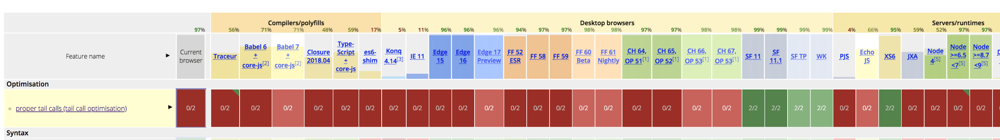 Compilers/polyfills Desktop browsers Servers/runtimes
97% 56% 71% 71% 48% 59% 17% 5% 11% 96% 96% 96% 94% 97% 97% 98% 98% 97% 97% 98% 98% 99% 99% 99% 99% 4% 66% 95% 59% 52% 97% 97%
Feature name ▶
Current
browser
Traceur
Babel 6
+
core-js[2]
Babel 7
+
core-js[2]
Closure
2018.04
Type-
Script
+
core-js
es6-
shim
Konq
4.14[3]
IE 11
Edge
15
Edge
16
Edge 17
Preview
FF 52
ESR
FF 58
FF 59
FF 60
Beta
FF 61
Nightly
CH 64,
OP 51[1]
CH 65,
OP 52[1]
CH 66,
OP 53[1]
CH 67,
OP 53[1]
SF 11
SF
11.1
SF TP
WK
PJS
Echo
JS
XS6
JXA
Node
4[5]
Node
>=6.5
<7[5]
Node
>=8.7
<9[5]
Optimisation
proper tail calls (tail call optimisation) ▶ 0/2 0/2 0/2 0/2 0/2 0/2 0/2 0/2 0/2 0/2 0/2 0/2 0/2 0/2 0/2 0/2 0/2 0/2 0/2 0/2 0/2 2/2 2/2 2/2 2/2 0/2 0/2 2/2 0/2 0/2 0/2 0/2
Syntax